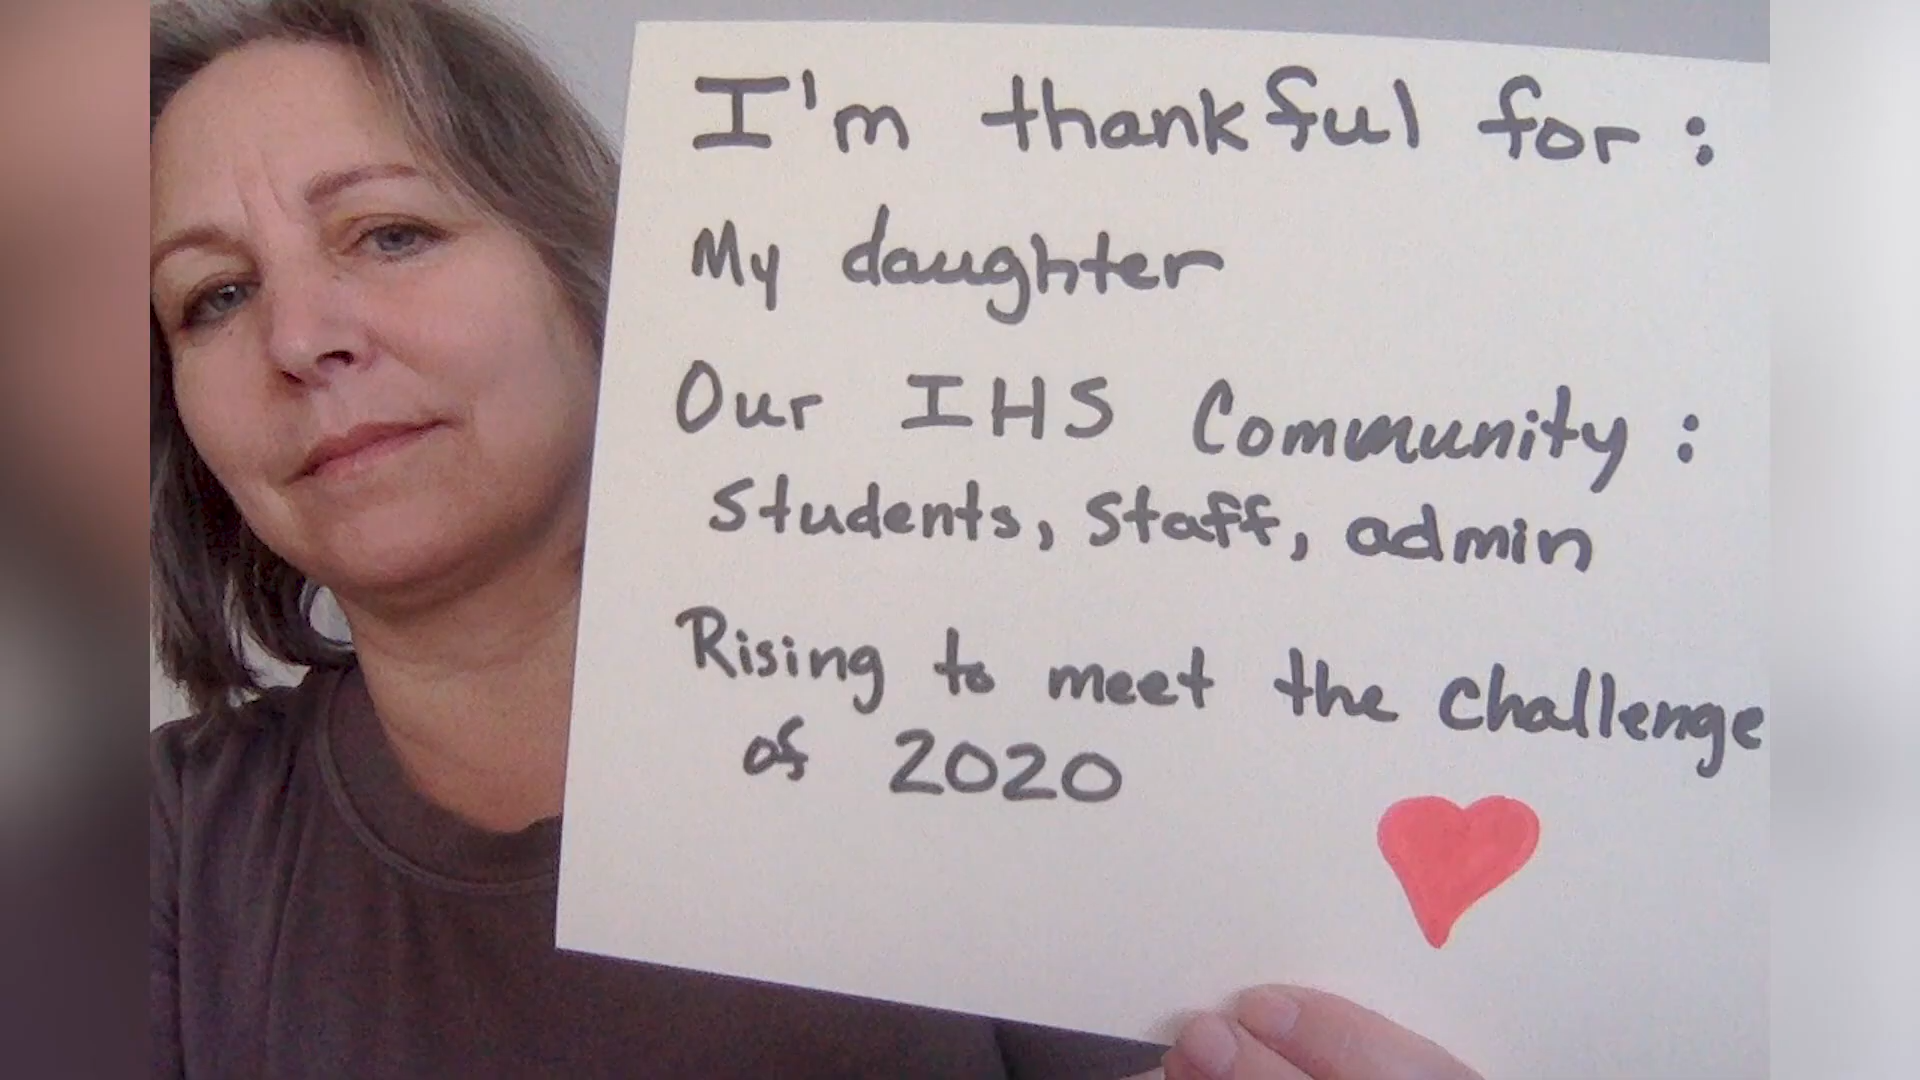 I'm thankful for:
My daughter
Our IHS Community:
Students, staff, admin
Rising to meet the challenge
of 2020